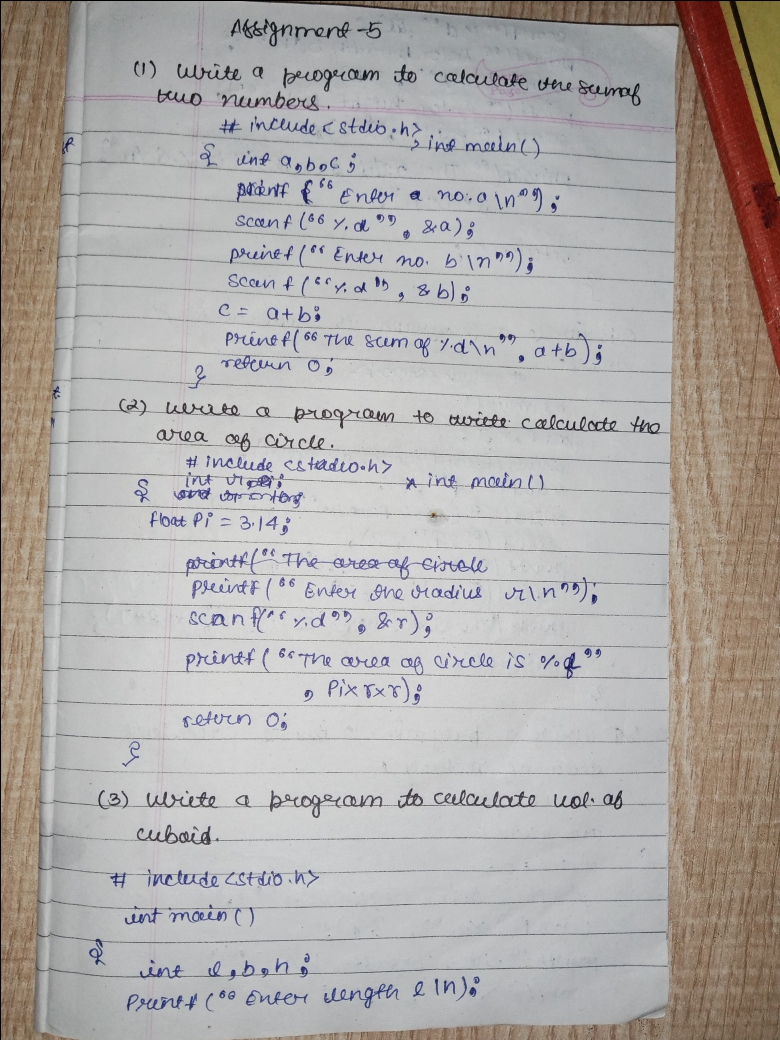 Assignment-5
(1) write a program to calculate the sum of
two numbers.
# include <stdio.h>, int main()
{ int a,b,c;
printf (" Enter a no. a \n");
scanf ("%d", &a);
printf (" Enter no. b \n");
scanf ("%d", &b);
c = a+b;
printf(" The sum of %d\n", a+b);
return 0;
}
(2) write a program to write calculate the
area of circle.
# include <stadio.h>
int main()
{
float Pi = 3.14;
printf(" The area of circle
printf (" Enter the radius r\n");
scanf("%d", &r);
printf ("The area of circle is %f"
, Pi×r×r);
return 0;
}
(3) write a program to calculate vol. of
cuboid.
# include <stdio.h>
int main ()
{
int l,b,h;
Printf (" Enter length l \n);